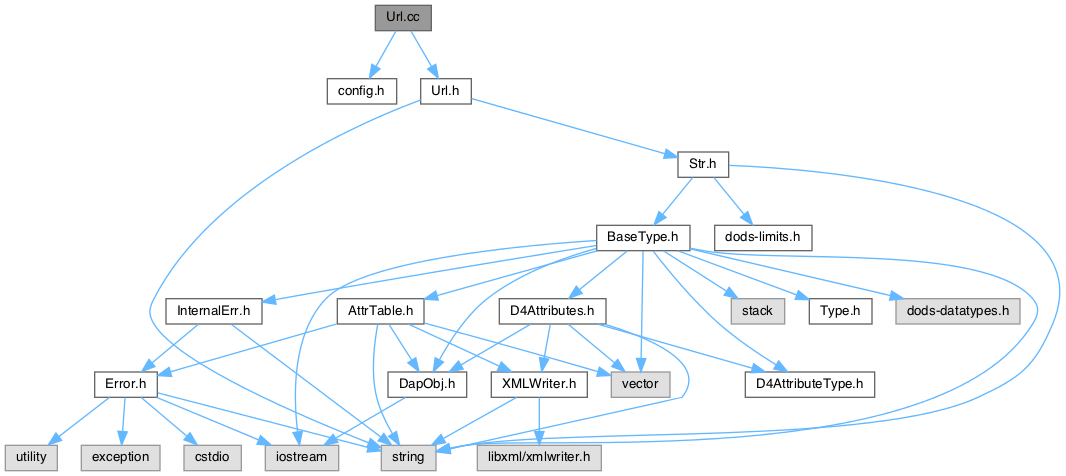 Url.cc
config.h
Url.h
Str.h
BaseType.h
dods-limits.h
InternalErr.h
AttrTable.h
D4Attributes.h
stack
Type.h
dods-datatypes.h
Error.h
DapObj.h
XMLWriter.h
vector
D4AttributeType.h
utility
exception
cstdio
iostream
string
libxml/xmlwriter.h